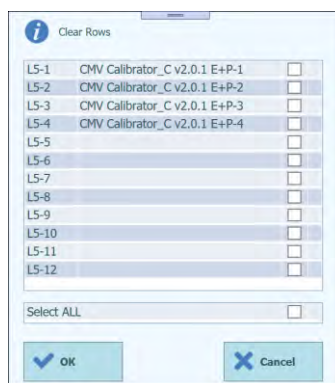 Clear Rows
L5-1 CMV Calibrator_C v2.0.1 E+P-1
L5-2 CMV Calibrator_C v2.0.1 E+P-2
L5-3 CMV Calibrator_C v2.0.1 E+P-3
L5-4 CMV Calibrator_C v2.0.1 E+P-4
L5-5
L5-6
L5-7
L5-8
L5-9
L5-10
L5-11
L5-12
Select ALL
OK Cancel